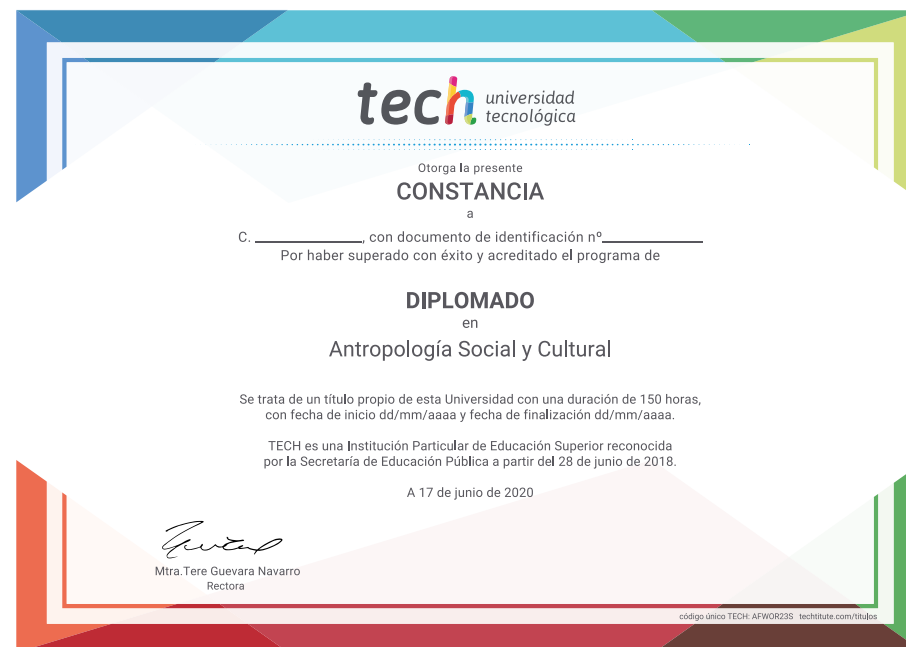 tech universidad
tecnológica
Otorga la presente
CONSTANCIA
a
C. ____________, con documento de identificación nº____________
Por haber superado con éxito y acreditado el programa de
DIPLOMADO
en
Antropología Social y Cultural
Se trata de un título propio de esta Universidad con una duración de 150 horas,
con fecha de inicio dd/mm/aaaa y fecha de finalización dd/mm/aaaa.
TECH es una Institución Particular de Educación Superior reconocida
por la Secretaría de Educación Pública a partir del 28 de junio de 2018.
A 17 de junio de 2020
Mtra.Tere Guevara Navarro
Rectora
código único TECH: AFWOR23S techtitute.com/titulos